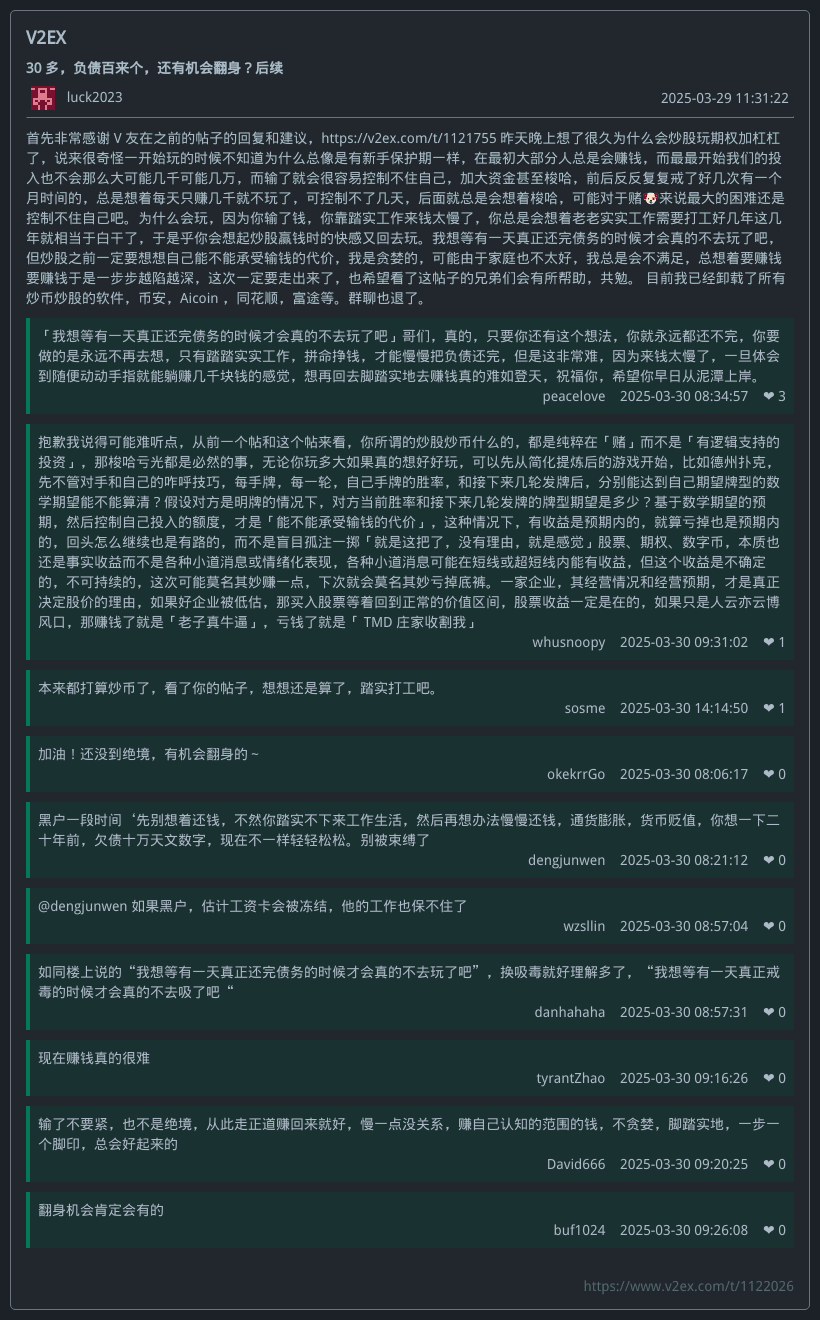 V2EX
30 多，负债百来个，还有机会翻身？后续
luck2023 2025-03-29 11:31:22
首先非常感谢 V 友在之前的帖子的回复和建议，https://v2ex.com/t/1121755 昨天晚上想了很久为什么会炒股玩期权加杠杠
了，说来很奇怪一开始玩的时候不知道为什么总像是有新手保护期一样，在最初大部分人总是会赚钱，而最最开始我们的投
入也不会那么大可能几千可能几万，而输了就会很容易控制不住自己，加大资金甚至梭哈，前后反反复复戒了好几次有一个
月时间的，总是想着每天只赚几千就不玩了，可控制不了几天，后面就总是会想着梭哈，可能对于赌🐶来说最大的困难还是
控制不住自己吧。为什么会玩，因为你输了钱，你靠踏实工作来钱太慢了，你总是会想着老老实实工作需要打工好几年这几
年就相当于白干了，于是乎你会想起炒股赢钱时的快感又回去玩。我想等有一天真正还完债务的时候才会真的不去玩了吧，
但炒股之前一定要想想自己能不能承受输钱的代价，我是贪婪的，可能由于家庭也不太好，我总是会不满足，总想着要赚钱
要赚钱于是一步步越陷越深，这次一定要走出来了，也希望看了这帖子的兄弟们会有所帮助，共勉。 目前我已经卸载了所有
炒币炒股的软件，币安，Aicoin ，同花顺，富途等。群聊也退了。
「我想等有一天真正还完债务的时候才会真的不去玩了吧」哥们，真的，只要你还有这个想法，你就永远都还不完，你要
做的是永远不再去想，只有踏踏实实工作，拼命挣钱，才能慢慢把负债还完，但是这非常难，因为来钱太慢了，一旦体会
到随便动动手指就能躺赚几千块钱的感觉，想再回去脚踏实地去赚钱真的难如登天，祝福你，希望你早日从泥潭上岸。
peacelove 2025-03-30 08:34:57 ❤ 3
抱歉我说得可能难听点，从前一个帖和这个帖来看，你所谓的炒股炒币什么的，都是纯粹在「赌」而不是「有逻辑支持的
投资」，那梭哈亏光都是必然的事，无论你玩多大如果真的想好好玩，可以先从简化提炼后的游戏开始，比如德州扑克，
先不管对手和自己的咋呼技巧，每手牌，每一轮，自己手牌的胜率，和接下来几轮发牌后，分别能达到自己期望牌型的数
学期望能不能算清？假设对方是明牌的情况下，对方当前胜率和接下来几轮发牌的牌型期望是多少？基于数学期望的预
期，然后控制自己投入的额度，才是「能不能承受输钱的代价」，这种情况下，有收益是预期内的，就算亏掉也是预期内
的，回头怎么继续也是有路的，而不是盲目孤注一掷「就是这把了，没有理由，就是感觉」股票、期权、数字币，本质也
还是事实收益而不是各种小道消息或情绪化表现，各种小道消息可能在短线或超短线内能有收益，但这个收益是不确定
的，不可持续的，这次可能莫名其妙赚一点，下次就会莫名其妙亏掉底裤。一家企业，其经营情况和经营预期，才是真正
决定股价的理由，如果好企业被低估，那买入股票等着回到正常的价值区间，股票收益一定是在的，如果只是人云亦云博
风口，那赚钱了就是「老子真牛逼」，亏钱了就是「 TMD 庄家收割我」
whusnoopy 2025-03-30 09:31:02 ❤ 1
本来都打算炒币了，看了你的帖子，想想还是算了，踏实打工吧。
sosme 2025-03-30 14:14:50 ❤ 1
加油！还没到绝境，有机会翻身的 ~
okekrrGo 2025-03-30 08:06:17 ❤ 0
黑户一段时间‘先别想着还钱，不然你踏实不下来工作生活，然后再想办法慢慢还钱，通货膨胀，货币贬值，你想一下二
十年前，欠债十万天文数字，现在不一样轻轻松松。别被束缚了
dengjunwen 2025-03-30 08:21:12 ❤ 0
@dengjunwen 如果黑户，估计工资卡会被冻结，他的工作也保不住了
wzsllin 2025-03-30 08:57:04 ❤ 0
如同楼上说的“我想等有一天真正还完债务的时候才会真的不去玩了吧”，换吸毒就好理解多了，“我想等有一天真正戒
毒的时候才会真的不去吸了吧“
danhahaha 2025-03-30 08:57:31 ❤ 0
现在赚钱真的很难
tyrantZhao 2025-03-30 09:16:26 ❤ 0
输了不要紧，也不是绝境，从此走正道赚回来就好，慢一点没关系，赚自己认知的范围的钱，不贪婪，脚踏实地，一步一
个脚印，总会好起来的
David666 2025-03-30 09:20:25 ❤ 0
翻身机会肯定会有的
buf1024 2025-03-30 09:26:08 ❤ 0
https://www.v2ex.com/t/1122026